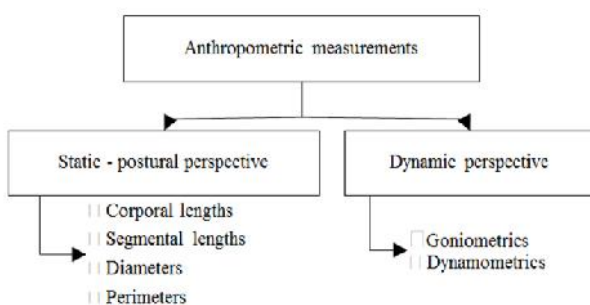 Anthropometric measurements
Static - postural perspective
Dynamic perspective
Corporal lengths
Segmental lengths
Diameters
Perimeters
Goniometrics
Dynamometrics